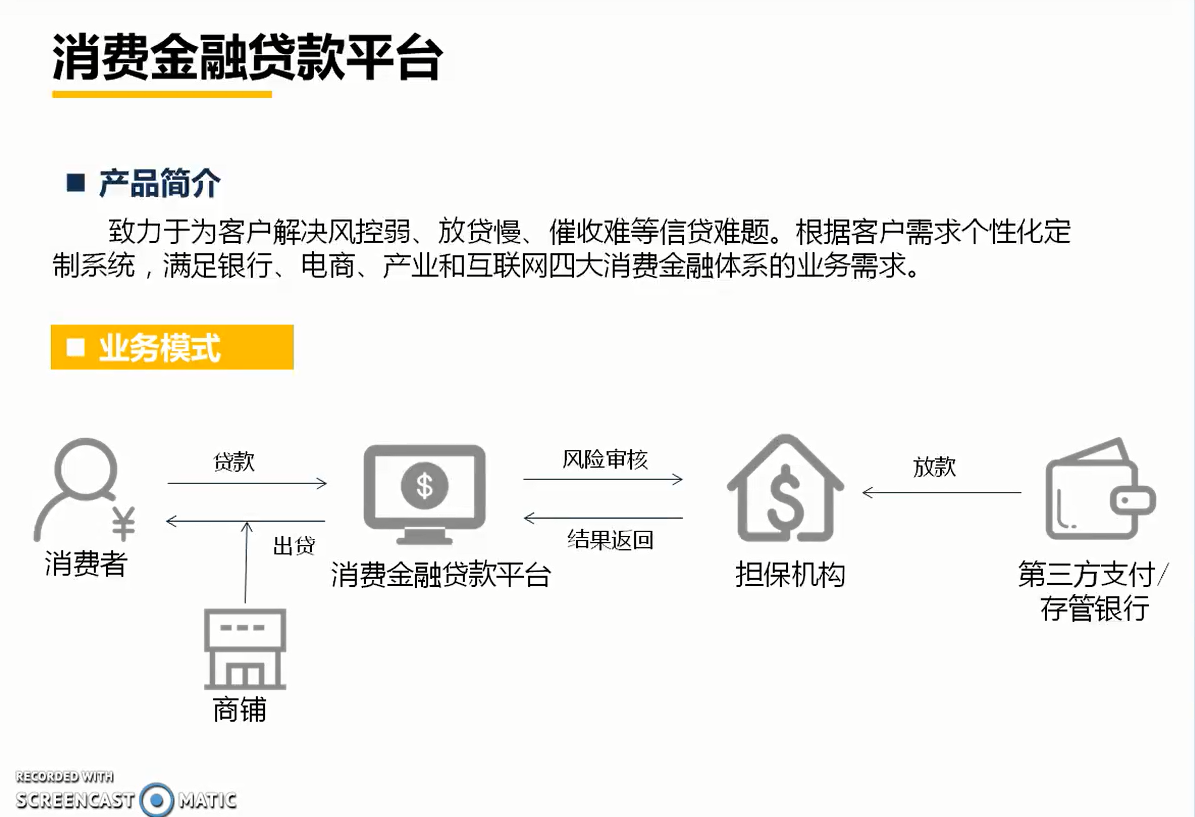 消费金融贷款平台
产品简介
致力于为客户解决风控弱、放贷慢、催收难等信贷难题。根据客户需求个性化定
制系统，满足银行、电商、产业和互联网四大消费金融体系的业务需求。
业务模式
贷款
风险审核
放款
$
$
¥
出贷
结果返回
消费者
消费金融贷款平台
担保机构
第三方支付/
存管银行
商铺
RECORDED WITH
SCREENCAST MATIC